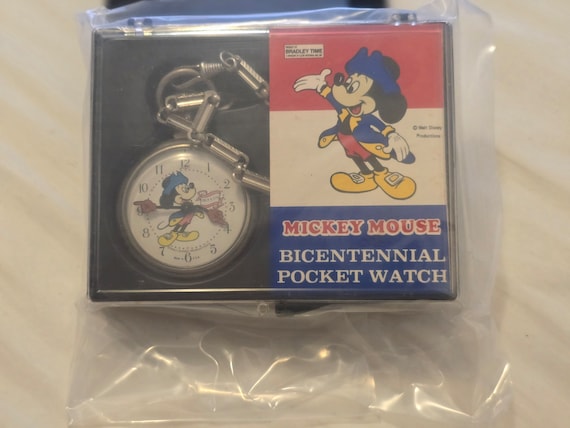 BRADLEY TIME
© Walt Disney
Productions
MICKEY MOUSE
BICENTENNIAL
POCKET WATCH